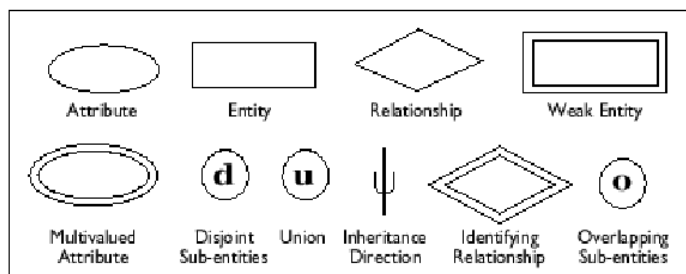 Attribute Entity Relationship Weak Entity
d u o
Multivalued Disjoint Union Inheritance Identifying Overlapping
Attribute Sub-entities Direction Relationship Sub-entities